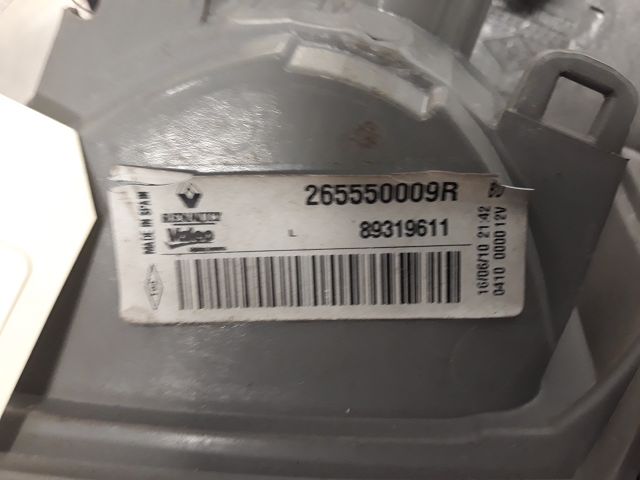 MADE IN SPAIN
RENAULT
Valeo
265550009R
L
89319611
16/06/10 21:42
0410 0000 12V